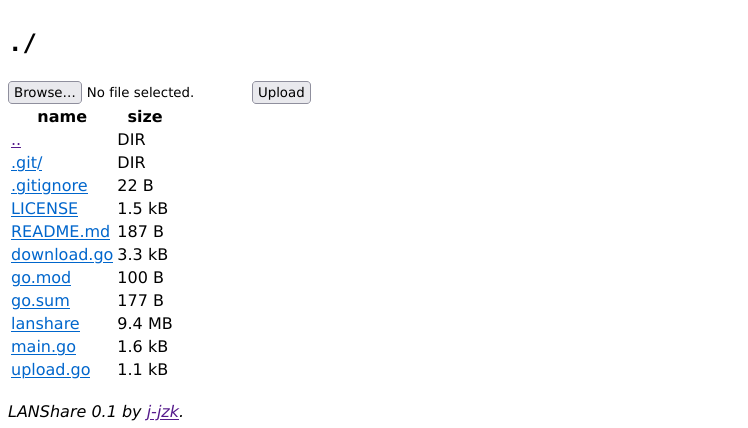 ./
Browse... No file selected. Upload
name size
.. DIR
.git/ DIR
.gitignore 22 B
LICENSE 1.5 kB
README.md 187 B
download.go 3.3 kB
go.mod 100 B
go.sum 177 B
lanshare 9.4 MB
main.go 1.6 kB
upload.go 1.1 kB
LANShare 0.1 by j-jzk.